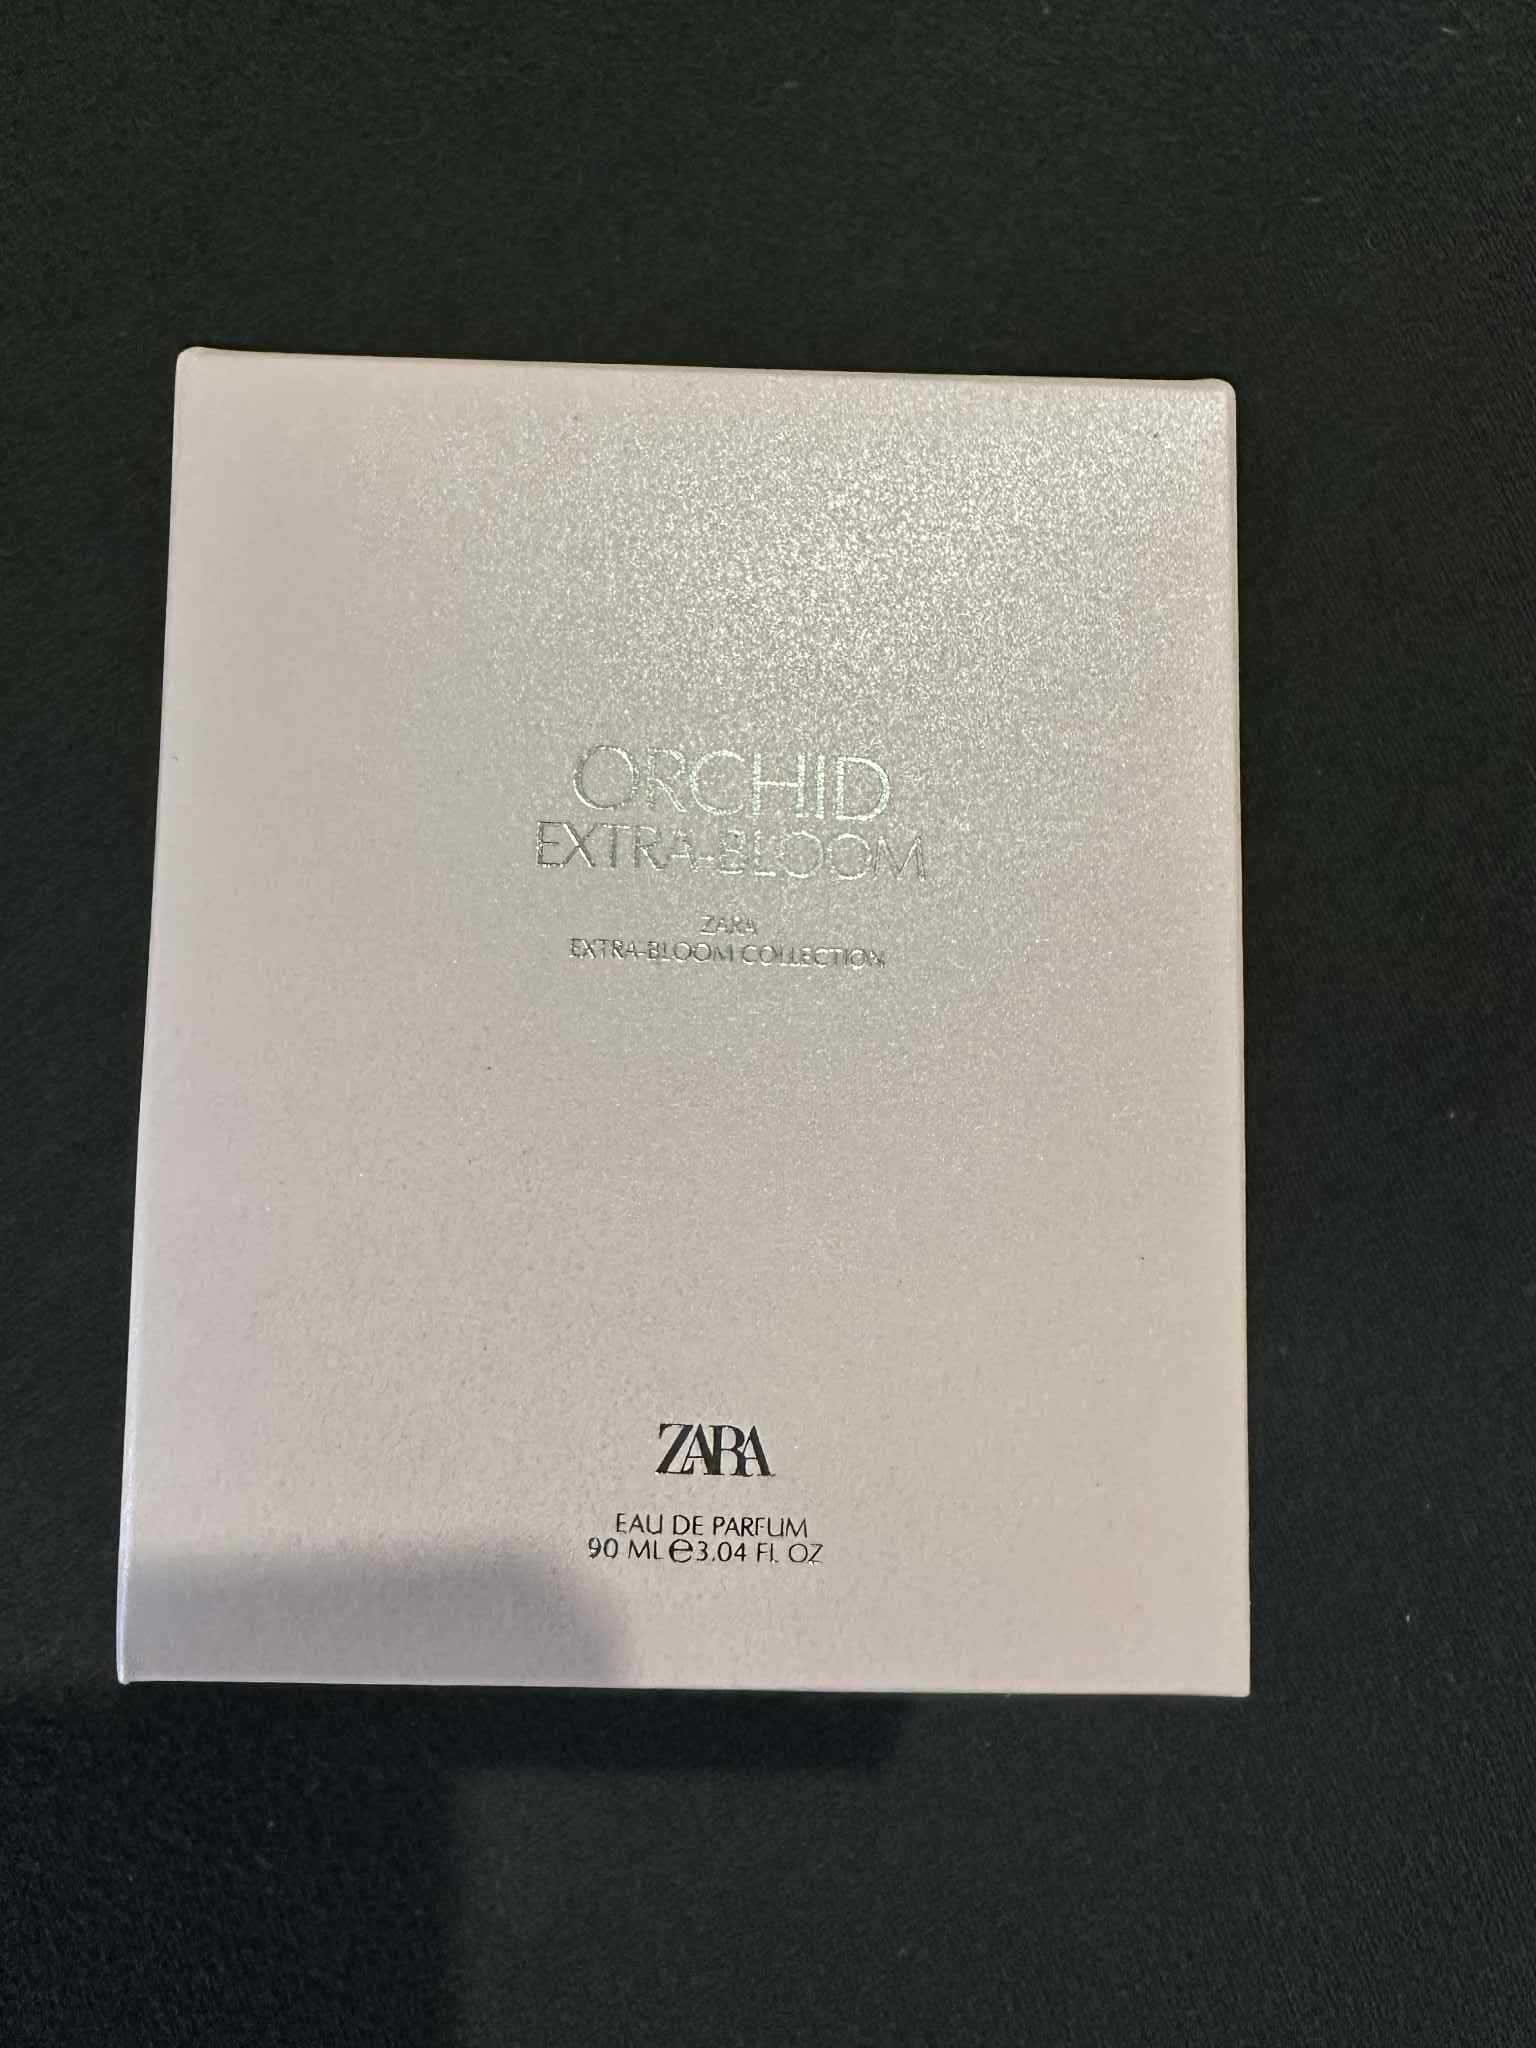 ORCHID
EXTRA-BLOOM
ZARA
EXTRA-BLOOM COLLECTION
ZARA
EAU DE PARFUM
90 ML ℮ 3.04 FL OZ